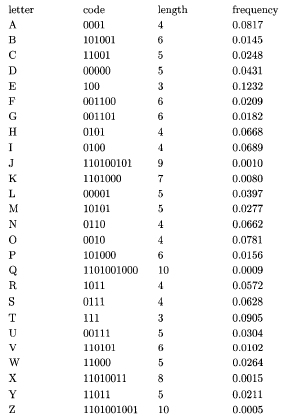 letter code length frequency
A 0001 4 0.0817
B 101001 6 0.0145
C 11001 5 0.0248
D 00000 5 0.0431
E 100 3 0.1232
F 001100 6 0.0209
G 001101 6 0.0182
H 0101 4 0.0668
I 0100 4 0.0689
J 110100101 9 0.0010
K 1101000 7 0.0080
L 00001 5 0.0397
M 10101 5 0.0277
N 0110 4 0.0662
O 0010 4 0.0781
P 101000 6 0.0156
Q 1101001000 10 0.0009
R 1011 4 0.0572
S 0111 4 0.0628
T 111 3 0.0905
U 00111 5 0.0304
V 110101 6 0.0102
W 11000 5 0.0264
X 11010011 8 0.0015
Y 11011 5 0.0211
Z 1101001001 10 0.0005